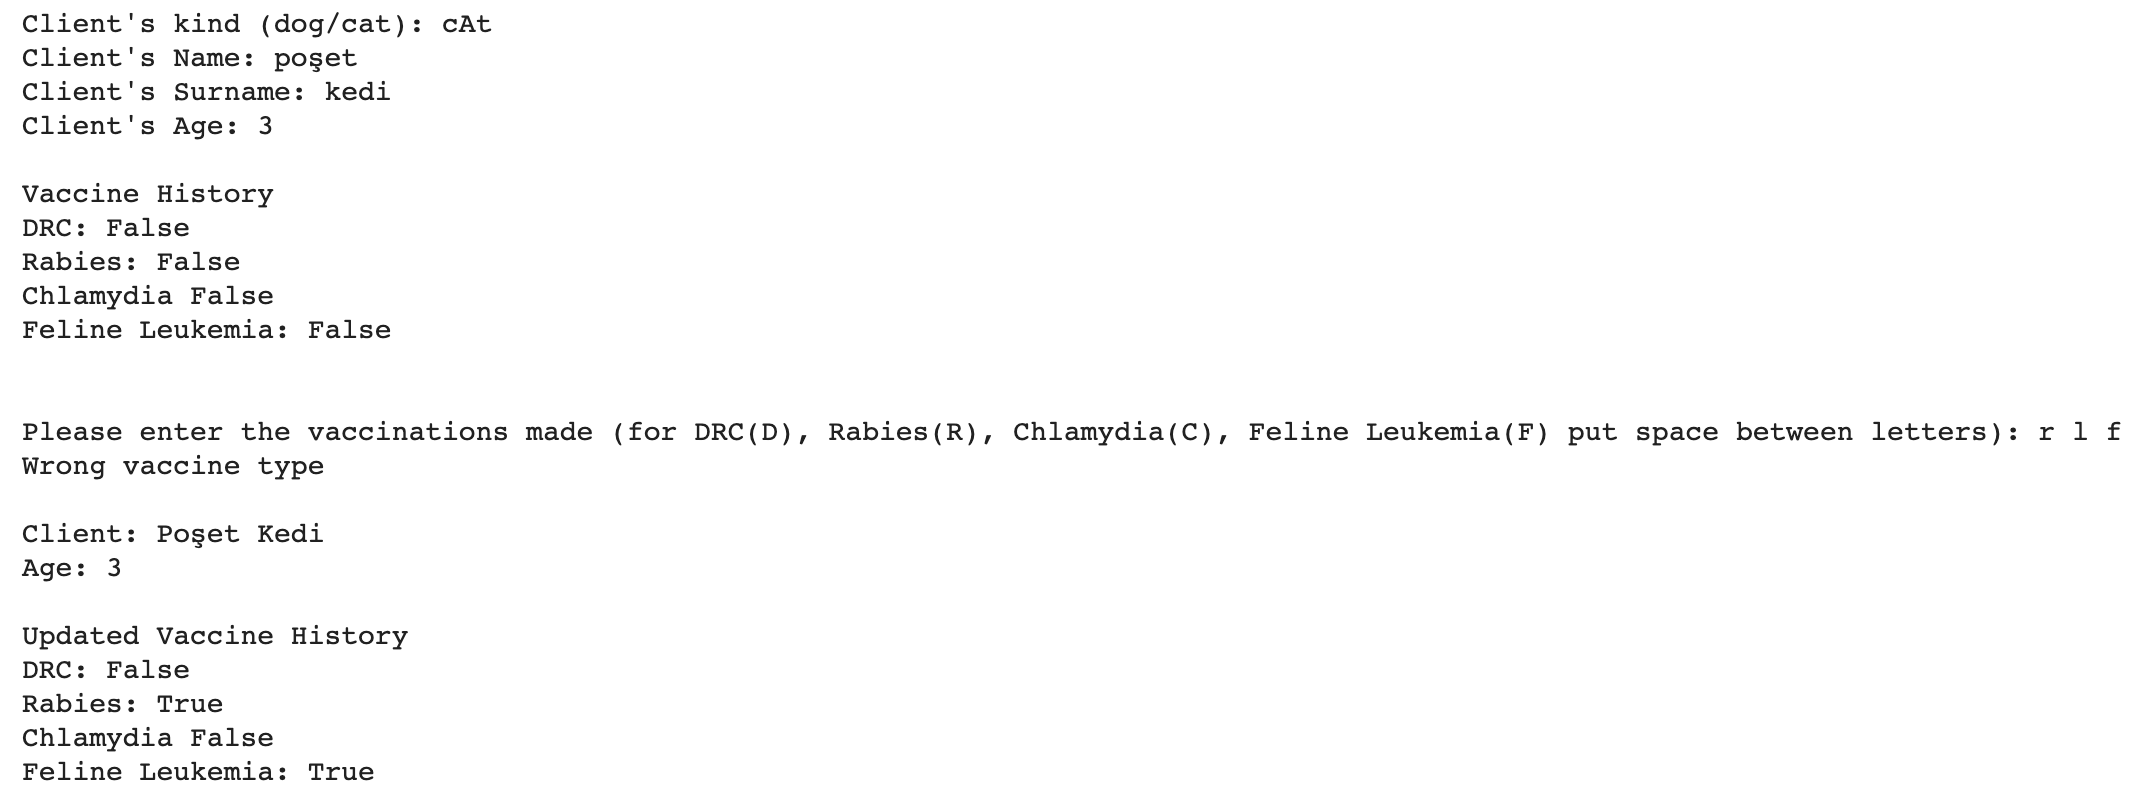 Client's kind (dog/cat): cAt
Client's Name: poşet
Client's Surname: kedi
Client's Age: 3
Vaccine History
DRC: False
Rabies: False
Chlamydia False
Feline Leukemia: False
Please enter the vaccinations made (for DRC(D), Rabies(R), Chlamydia(C), Feline Leukemia(F) put space between letters): r l f
Wrong vaccine type
Client: Poşet Kedi
Age: 3
Updated Vaccine History
DRC: False
Rabies: True
Chlamydia False
Feline Leukemia: True